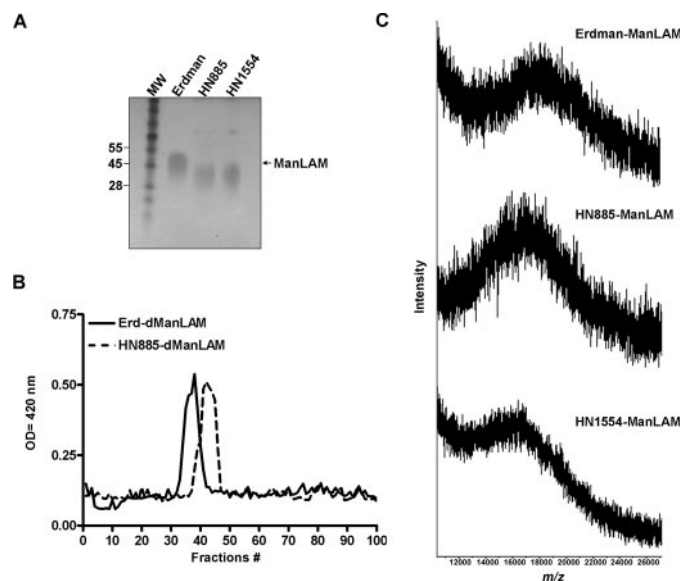 A
MW
Erdman
HN885
HN1554
55
45
28
ManLAM
B
0.75
0.50
0.25
0.00
OD= 420 nm
Erd-dManLAM
HN885-dManLAM
0 10 20 30 40 50 60 70 80 90 100
Fractions #
C
Erdman-ManLAM
HN885-ManLAM
HN1554-ManLAM
Intensity
12000 14000 16000 18000 20000 22000 24000 26000
m/z